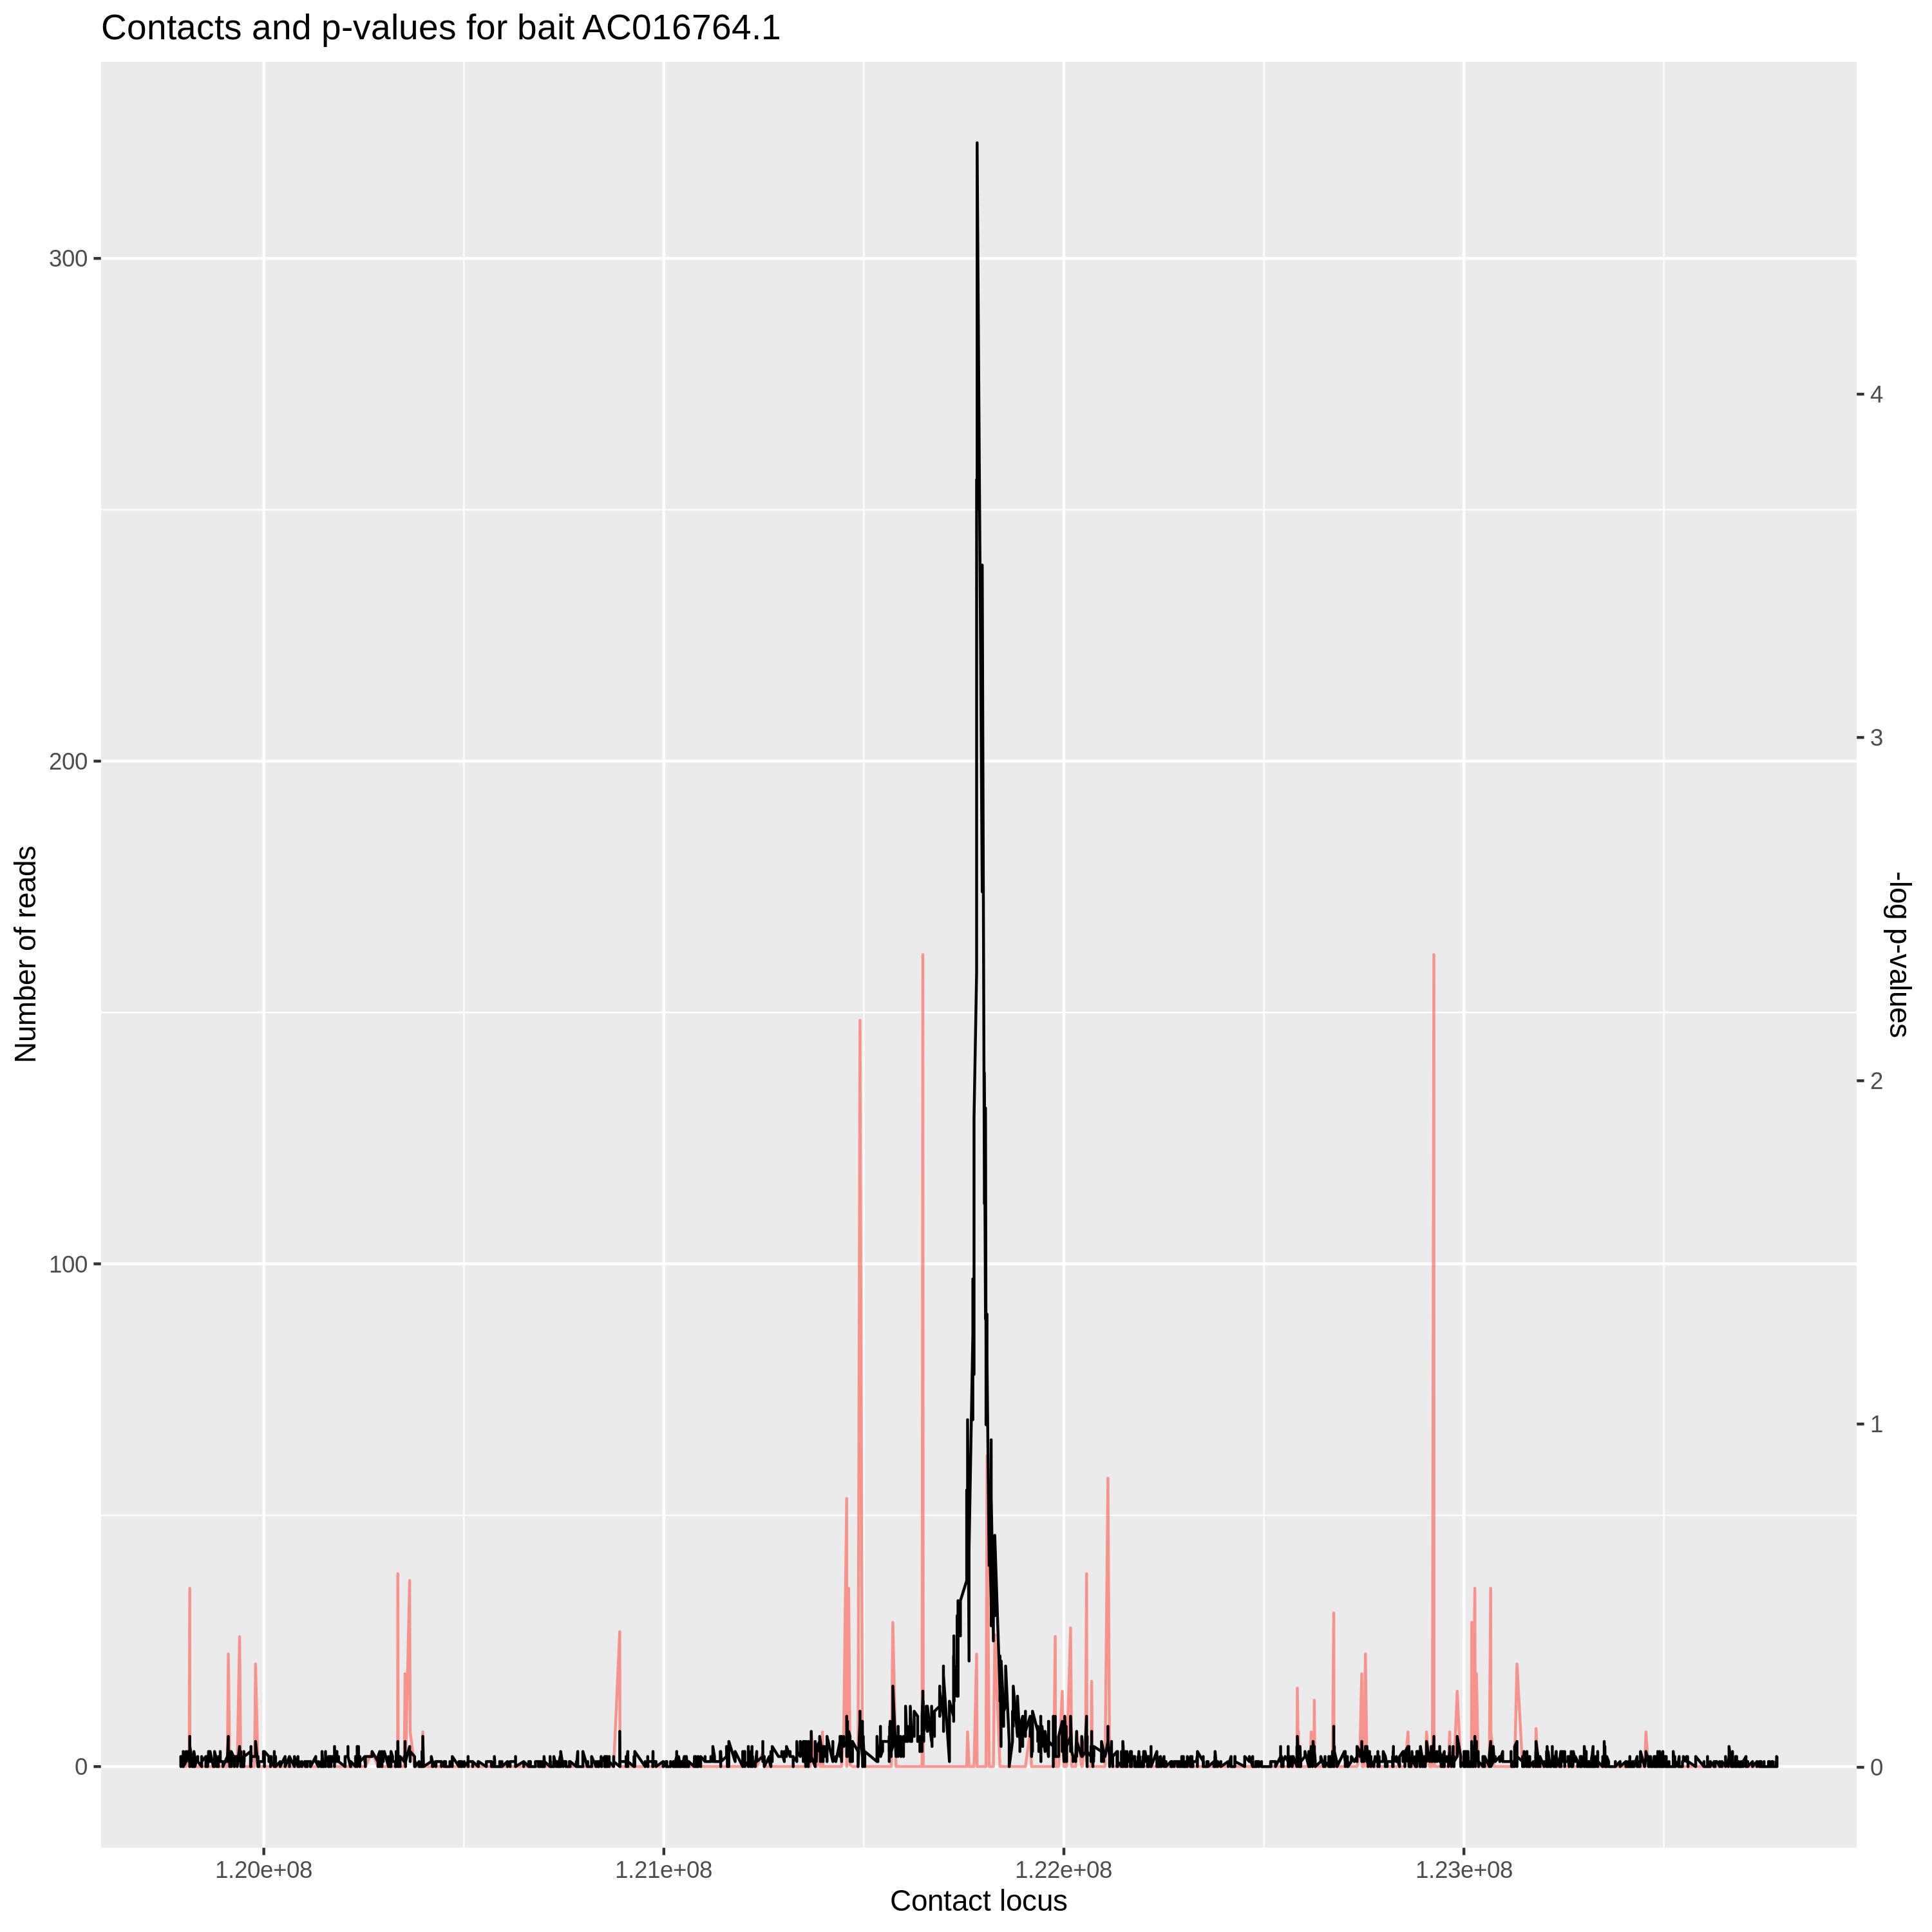 Contacts and p-values for bait AC016764.1
300
200
100
0
Number of reads
4
3
2
1
0
-log p-values
1.20e+08 1.21e+08 1.22e+08 1.23e+08
Contact locus